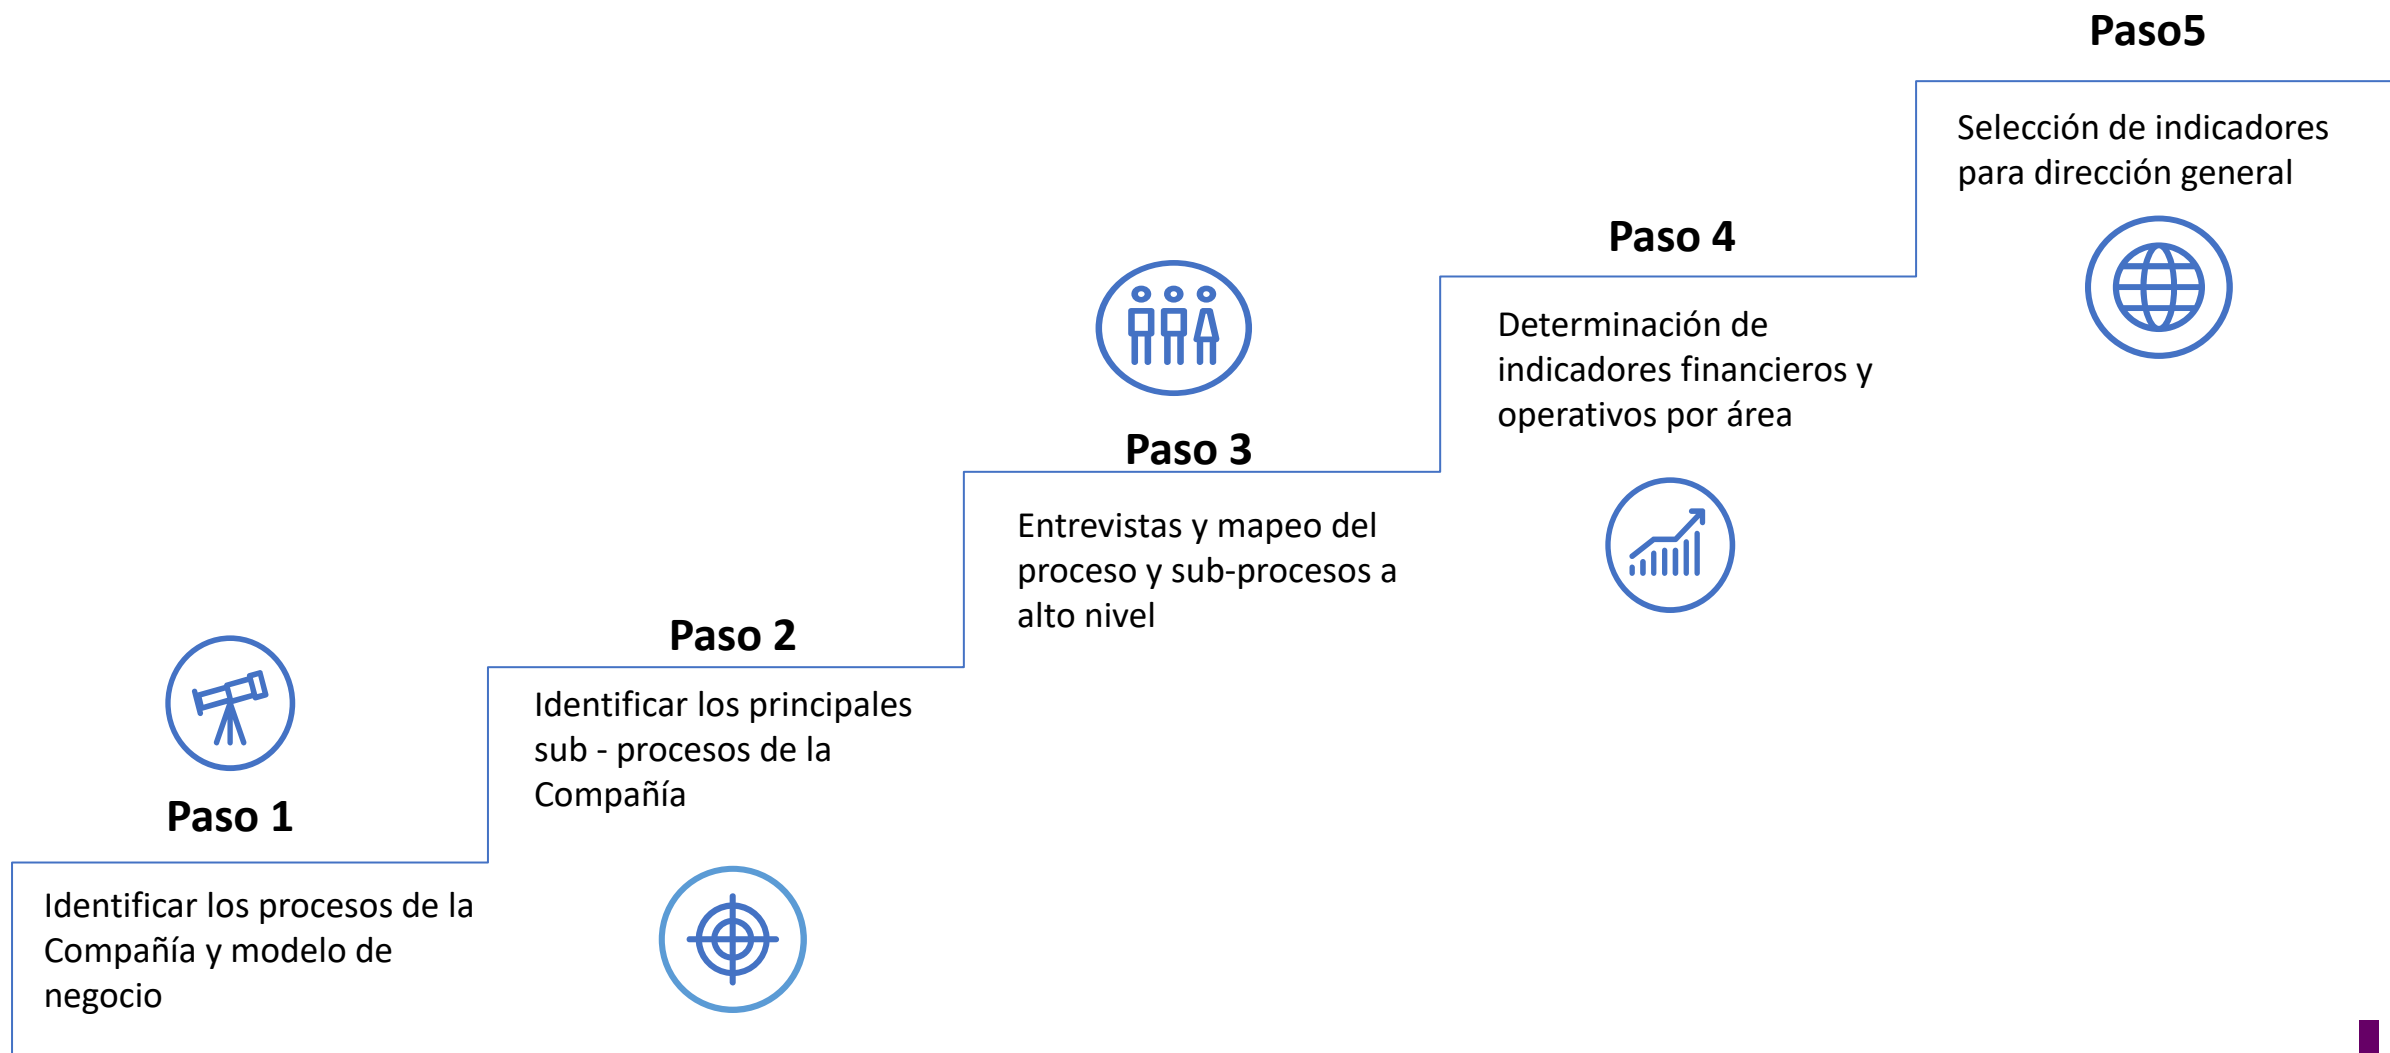 Paso 1
Identificar los procesos de la
Compañía y modelo de
negocio
Paso 2
Identificar los principales
sub - procesos de la
Compañía
Paso 3
Entrevistas y mapeo del
proceso y sub-procesos a
alto nivel
Paso 4
Determinación de
indicadores financieros y
operativos por área
Paso5
Selección de indicadores
para dirección general